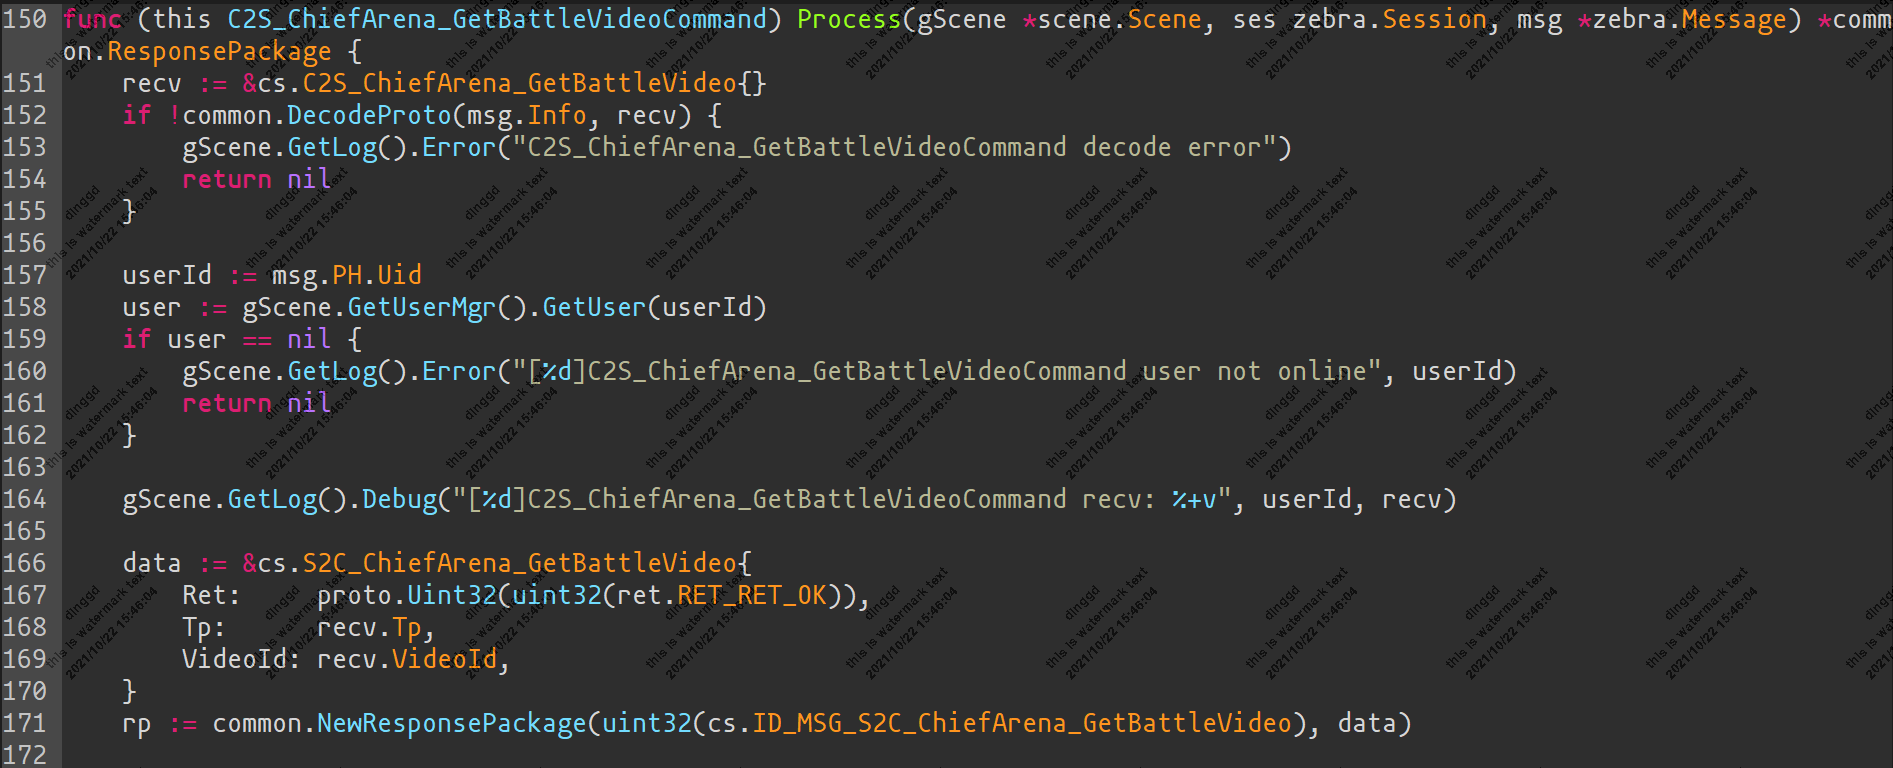 150 func (this C2S_ChiefArena_GetBattleVideoCommand) Process(gScene *scene.Scene, ses zebra.Session, msg *zebra.Message) *comm
on.ResponsePackage {
151     recv := &cs.C2S_ChiefArena_GetBattleVideo{}
152     if !common.DecodeProto(msg.Info, recv) {
153         gScene.GetLog().Error("C2S_ChiefArena_GetBattleVideoCommand decode error")
154         return nil
155     }
156
157     userId := msg.PH.Uid
158     user := gScene.GetUserMgr().GetUser(userId)
159     if user == nil {
160         gScene.GetLog().Error("[%d]C2S_ChiefArena_GetBattleVideoCommand user not online", userId)
161         return nil
162     }
163
164     gScene.GetLog().Debug("[%d]C2S_ChiefArena_GetBattleVideoCommand recv: %+v", userId, recv)
165
166     data := &cs.S2C_ChiefArena_GetBattleVideo{
167         Ret:     proto.Uint32(uint32(ret.RET_RET_OK)),
168         Tp:      recv.Tp,
169         VideoId: recv.VideoId,
170     }
171     rp := common.NewResponsePackage(uint32(cs.ID_MSG_S2C_ChiefArena_GetBattleVideo), data)
172
dinggd
this is watermark text
2021/10/22 15:46:04